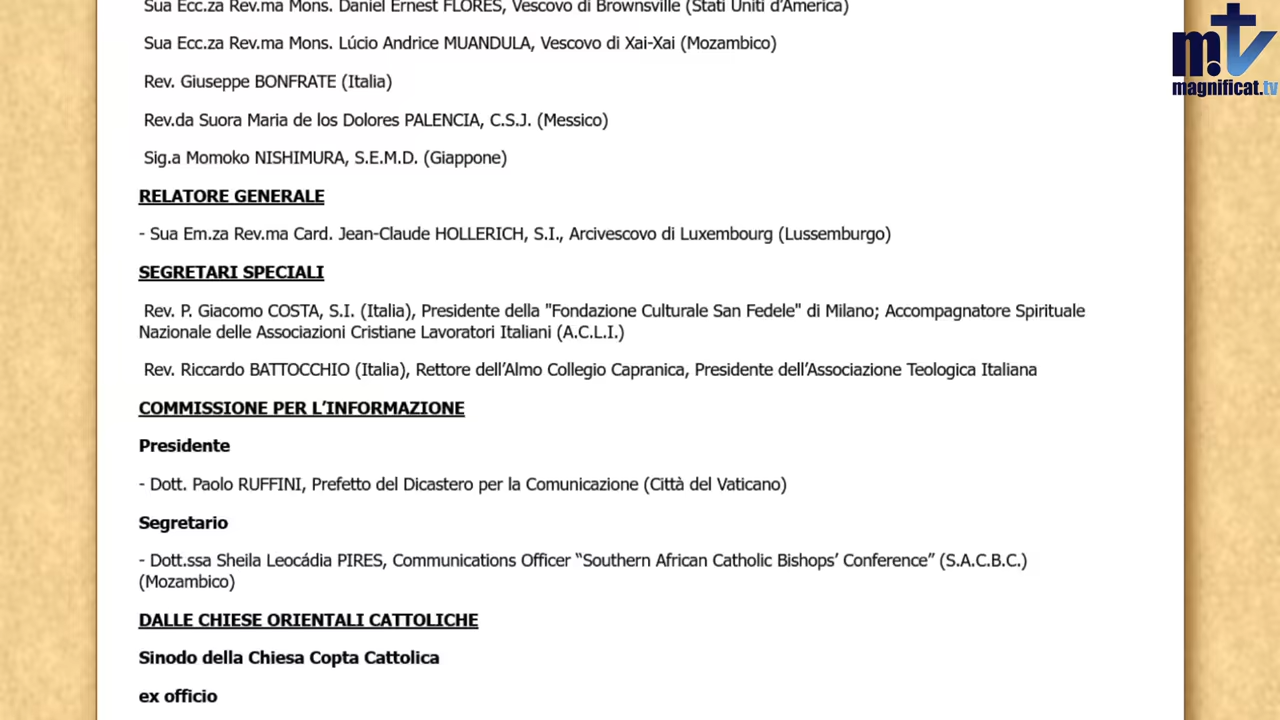 Sua Ecc.za Rev.ma Mons. Daniel Ernest FLORES, Vescovo di Brownsville (Stati Uniti d’America)
Sua Ecc.za Rev.ma Mons. Lúcio Andrice MUANDULA, Vescovo di Xai-Xai (Mozambico)
Rev. Giuseppe BONFRATE (Italia)
Rev.da Suora Maria de los Dolores PALENCIA, C.S.J. (Messico)
Sig.a Momoko NISHIMURA, S.E.M.D. (Giappone)
RELATORE GENERALE
- Sua Em.za Rev.ma Card. Jean-Claude HOLLERICH, S.I., Arcivescovo di Luxembourg (Lussemburgo)
SEGRETARI SPECIALI
Rev. P. Giacomo COSTA, S.I. (Italia), Presidente della "Fondazione Culturale San Fedele" di Milano; Accompagnatore Spirituale
Nazionale delle Associazioni Cristiane Lavoratori Italiani (A.C.L.I.)
Rev. Riccardo BATTOCCHIO (Italia), Rettore dell’Almo Collegio Capranica, Presidente dell’Associazione Teologica Italiana
COMMISSIONE PER L’INFORMAZIONE
Presidente
- Dott. Paolo RUFFINI, Prefetto del Dicastero per la Comunicazione (Città del Vaticano)
Segretario
- Dott.ssa Sheila Leocádia PIRES, Communications Officer “Southern African Catholic Bishops’ Conference” (S.A.C.B.C.)
(Mozambico)
DALLE CHIESE ORIENTALI CATTOLICHE
Sinodo della Chiesa Copta Cattolica
ex officio
m.tv
magnificat.tv